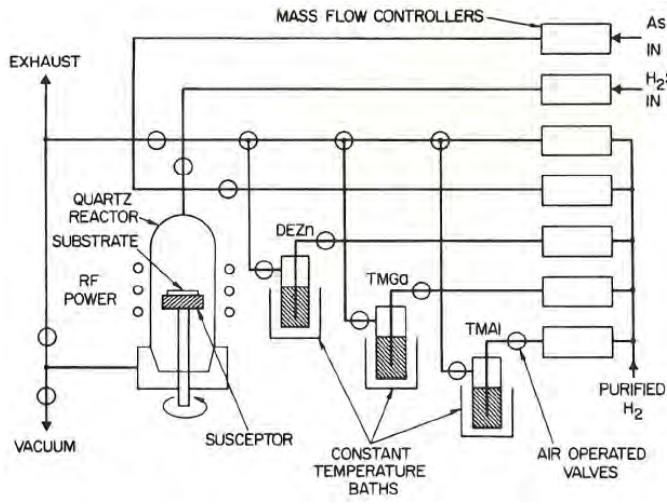 MASS FLOW CONTROLLERS
As
IN
EXHAUST
H2S
IN
QUARTZ
REACTOR
SUBSTRATE
DEZn
RF
POWER
TMGa
TMAl
PURIFIED
H2
VACUUM
SUSCEPTOR
CONSTANT
TEMPERATURE
BATHS
AIR OPERATED
VALVES